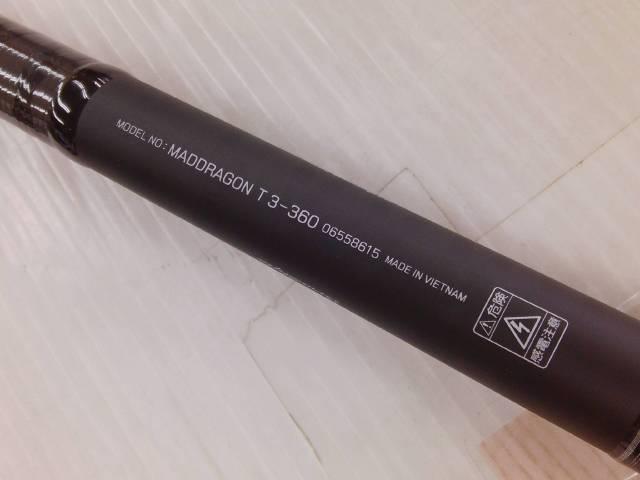 MODEL NO: MADDRAGON T 3-360 06558615 MADE IN VIETNAM
危険
感電注意